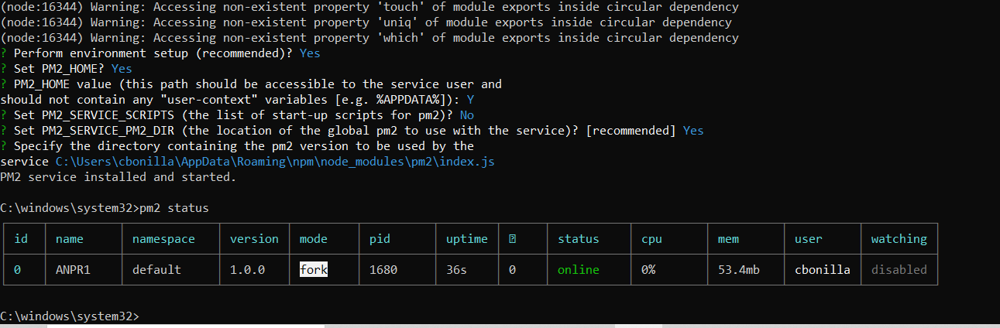 (node:16344) Warning: Accessing non-existent property 'touch' of module exports inside circular dependency
(node:16344) Warning: Accessing non-existent property 'uniq' of module exports inside circular dependency
(node:16344) Warning: Accessing non-existent property 'which' of module exports inside circular dependency
? Perform environment setup (recommended)? Yes
? Set PM2_HOME? Yes
? PM2_HOME value (this path should be accessible to the service user and
should not contain any "user-context" variables [e.g. %APPDATA%]): Y
? Set PM2_SERVICE_SCRIPTS (the list of start-up scripts for pm2)? No
? Set PM2_SERVICE_PM2_DIR (the location of the global pm2 to use with the service)? [recommended] Yes
? Specify the directory containing the pm2 version to be used by the
service C:\Users\cbonilla\AppData\Roaming\npm\node_modules\pm2\index.js
PM2 service installed and started.
C:\windows\system32>pm2 status
id name namespace version mode pid uptime status cpu mem user watching
0 ANPR1 default 1.0.0 fork 1680 36s 0 online 0% 53.4mb cbonilla disabled
C:\windows\system32>